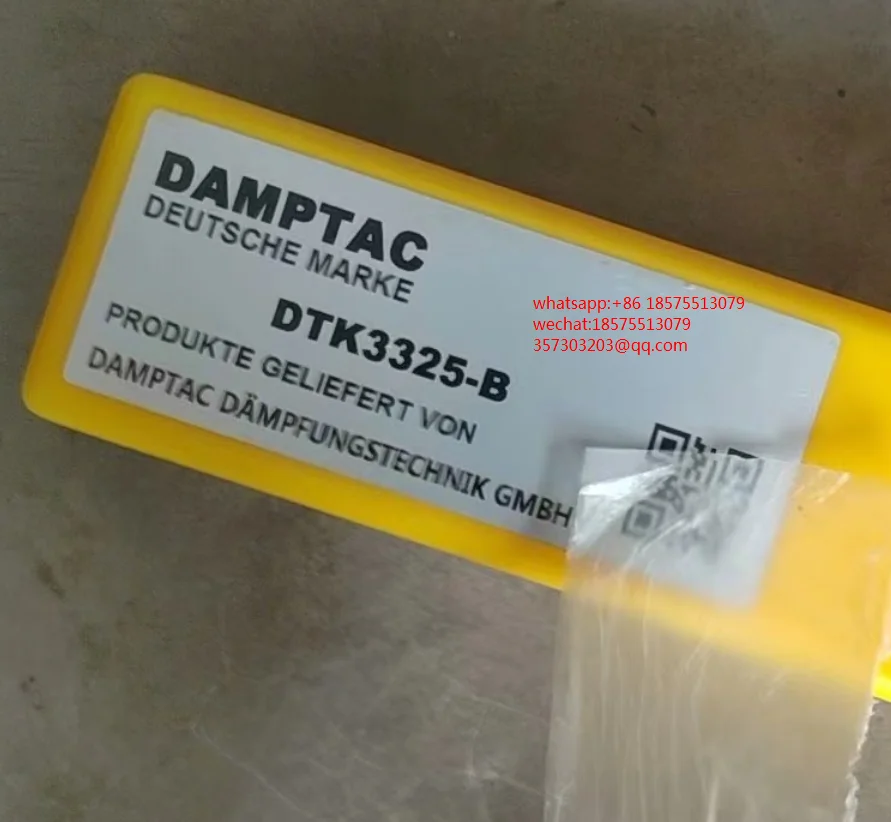 DAMPTAC
DEUTSCHE MARKE
DTK3325-B
PRODUKTE GELIEFERT VON
DAMPTAC DÄMPFUNGSTECHNIK GMBH
whatsapp:+86 18575513079
wechat:18575513079
357303203@qq.com